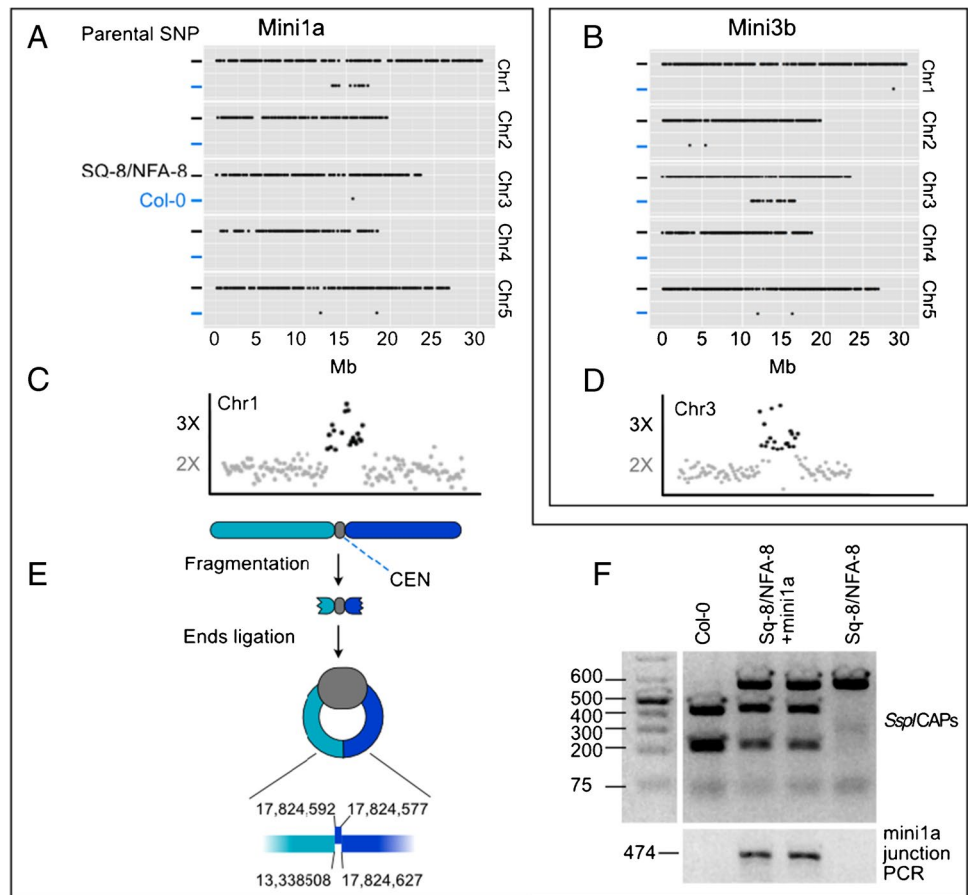 A
Parental SNP
Mini1a
Chr1
Chr2
SQ-8/NFA-8
Col-0
Chr3
Chr4
Chr5
0 5 10 15 20 25 30
Mb
B
Mini3b
Chr1
Chr2
Chr3
Chr4
Chr5
0 5 10 15 20 25 30
Mb
C
Chr1
3X
2X
D
Chr3
3X
2X
E
Fragmentation
CEN
Ends ligation
17,824,592 17,824,577
13,338508 17,824,627
F
Col-0
Sq-8/NFA-8
+mini1a
Sq-8/NFA-8
600
500
400
300
200
75
SspICAPs
474
mini1a
junction
PCR